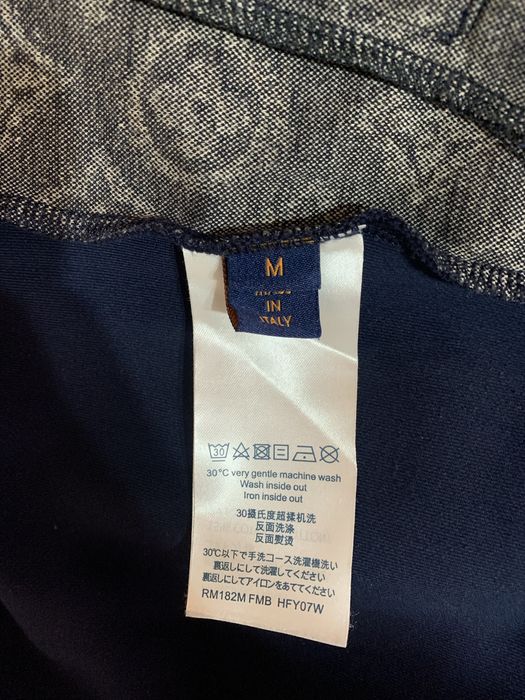 M
IN
ITALY
30
30°C very gentle machine wash
Wash inside out
Iron inside out
30摄氏度超揉机洗
反面洗涤
反面熨烫
30℃以下で手洗コース洗濯樹洗い
裏返しにして洗濯してください
裏返しにしてアイロンをあててください
RM182M FMB HFY07W